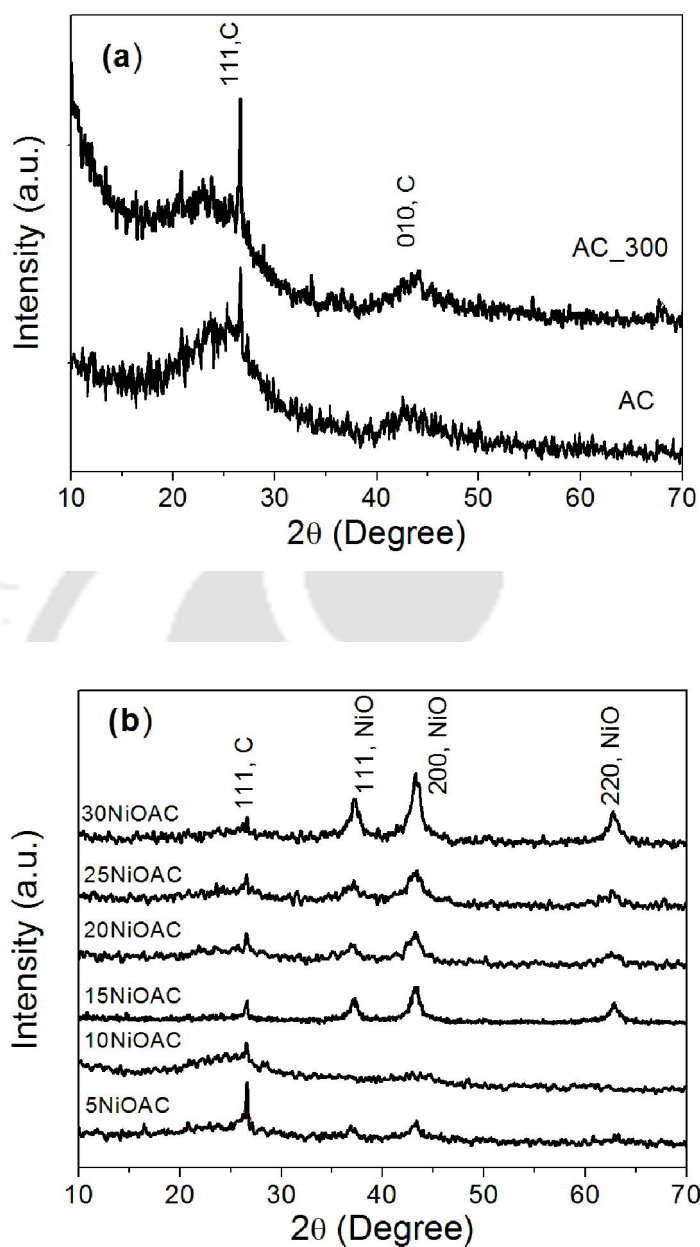 (a)
111,C
010, C
AC_300
AC
Intensity (a.u.)
10 20 30 40 50 60 70
2θ (Degree)
(b)
111, C
111, NiO
200, NiO
220, NiO
30NiOAC
25NiOAC
20NiOAC
15NiOAC
10NiOAC
5NiOAC
Intensity (a.u.)
10 20 30 40 50 60 70
2θ (Degree)